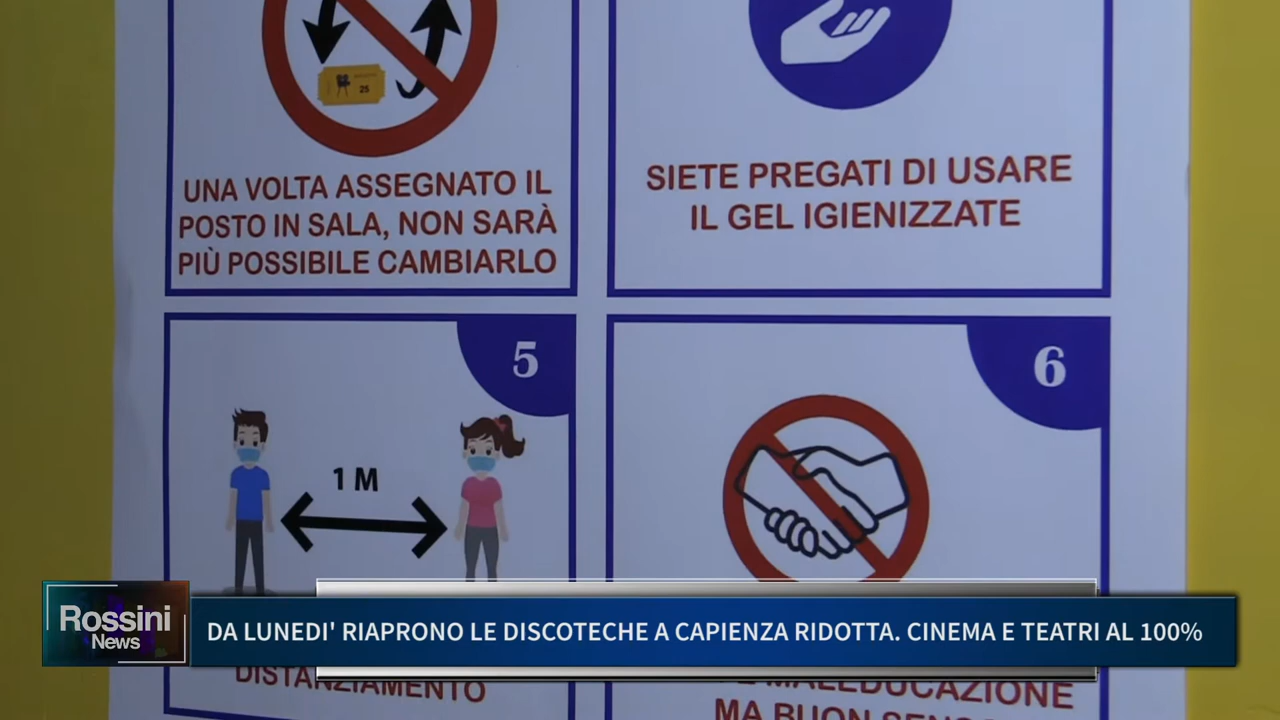 25
UNA VOLTA ASSEGNATO IL
POSTO IN SALA, NON SARÀ
PIÙ POSSIBILE CAMBIARLO
SIETE PREGATI DI USARE
IL GEL IGIENIZZATE
5
1 M
6
Rossini
News
DA LUNEDI' RIAPRONO LE DISCOTECHE A CAPIENZA RIDOTTA. CINEMA E TEATRI AL 100%
DISTANZIAMENTO
MALEDUCAZIONE
MA BUON SENSO